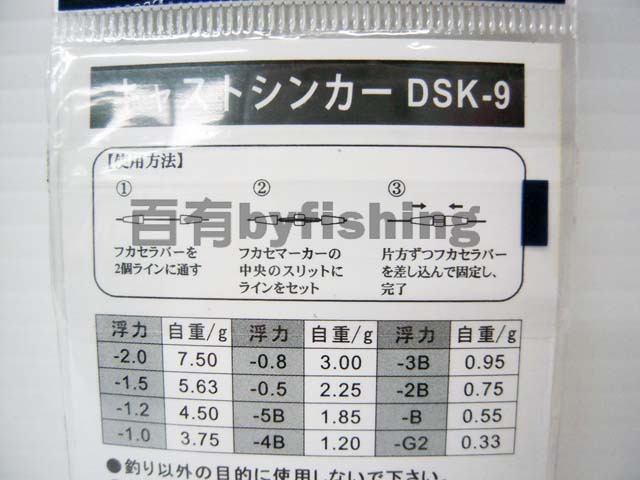 キャストシンカー DSK-9
【使用方法】
① ② ③
百有byfishing
フカセラバーを
2個ラインに通す
フカセマーカーの
中央のスリットに
ラインをセット
片方ずつフカセラバー
を差し込んで固定し、
完了
浮力 自重/g 浮力 自重/g 浮力 自重/g
-2.0 7.50 -0.8 3.00 -3B 0.95
-1.5 5.63 -0.5 2.25 -2B 0.75
-1.2 4.50 -5B 1.85 -B 0.55
-1.0 3.75 -4B 1.20 -G2 0.33
●釣り以外の目的に使用しないで下さい。